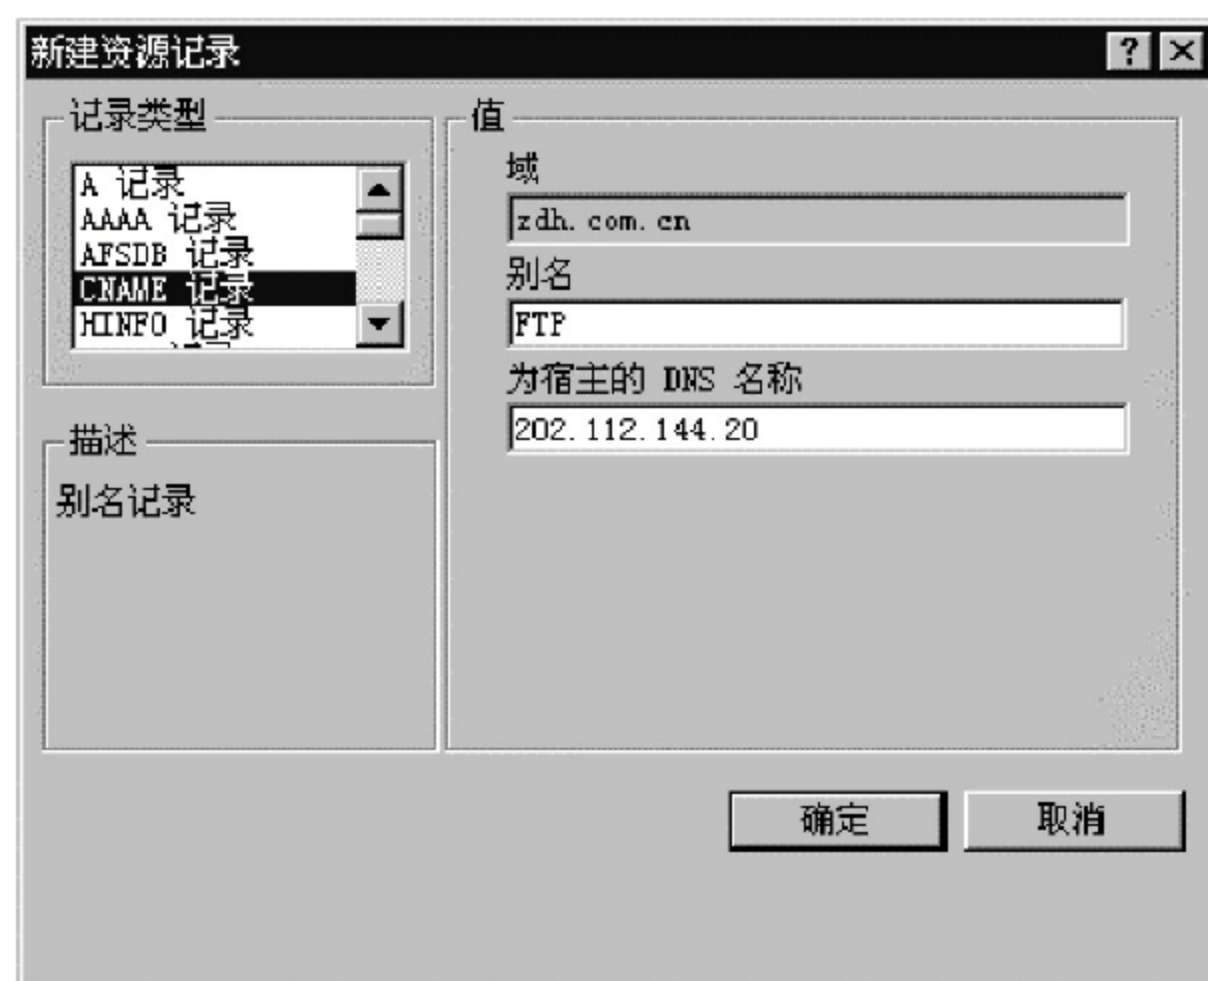 新建资源记录
记录类型
A 记录
AAAA 记录
AFSDB 记录
CNAME 记录
HINFO 记录
描述
别名记录
值
域
zdh.com.cn
别名
FTP
为宿主的 DNS 名称
202.112.144.20
确定
取消